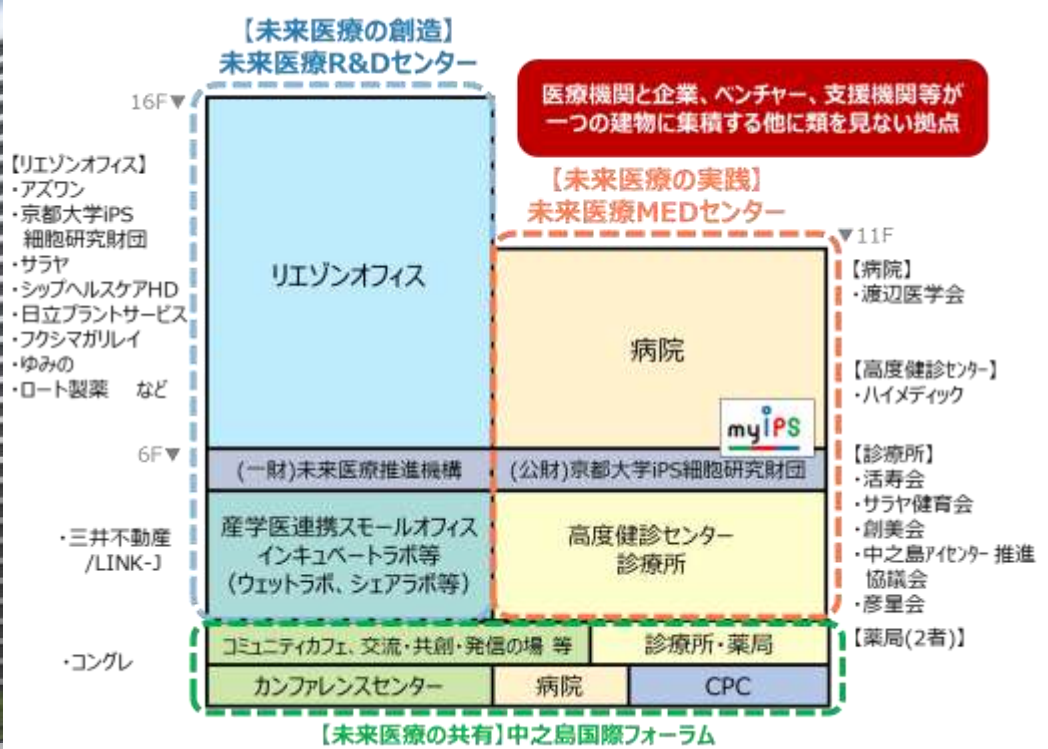 【未来医療の創造】
未来医療R&Dセンター
医療機関と企業、ベンチャー、支援機関等が
一つの建物に集積する他に類を見ない拠点
16F▼
【リエゾンオフィス】
・アズワン
・京都大学iPS
細胞研究財団
・サラヤ
・シップヘルスケアHD
・日立プラントサービス
・フクシマガリレイ
・ゆみの
・ロート製薬 など
6F▼
・三井不動産
/LINK-J
・コングレ
リエゾンオフィス
(一財)未来医療推進機構
産学医連携スモールオフィス
インキュベートラボ等
(ウェットラボ、シェアラボ等)
【未来医療の実践】
未来医療MEDセンター
▼11F
病院
myiPS
(公財)京都大学iPS細胞研究財団
高度健診センター
診療所
【病院】
・渡辺医学会
【高度健診センター】
・ハイメディック
【診療所】
・活寿会
・サラヤ健育会
・創美会
・中之島アイセンター 推進
協議会
・彦星会
【薬局(2者)】
コミュニティカフェ、交流・共創・発信の場 等
診療所・薬局
カンファレンスセンター
病院
CPC
【未来医療の共有】中之島国際フォーラム